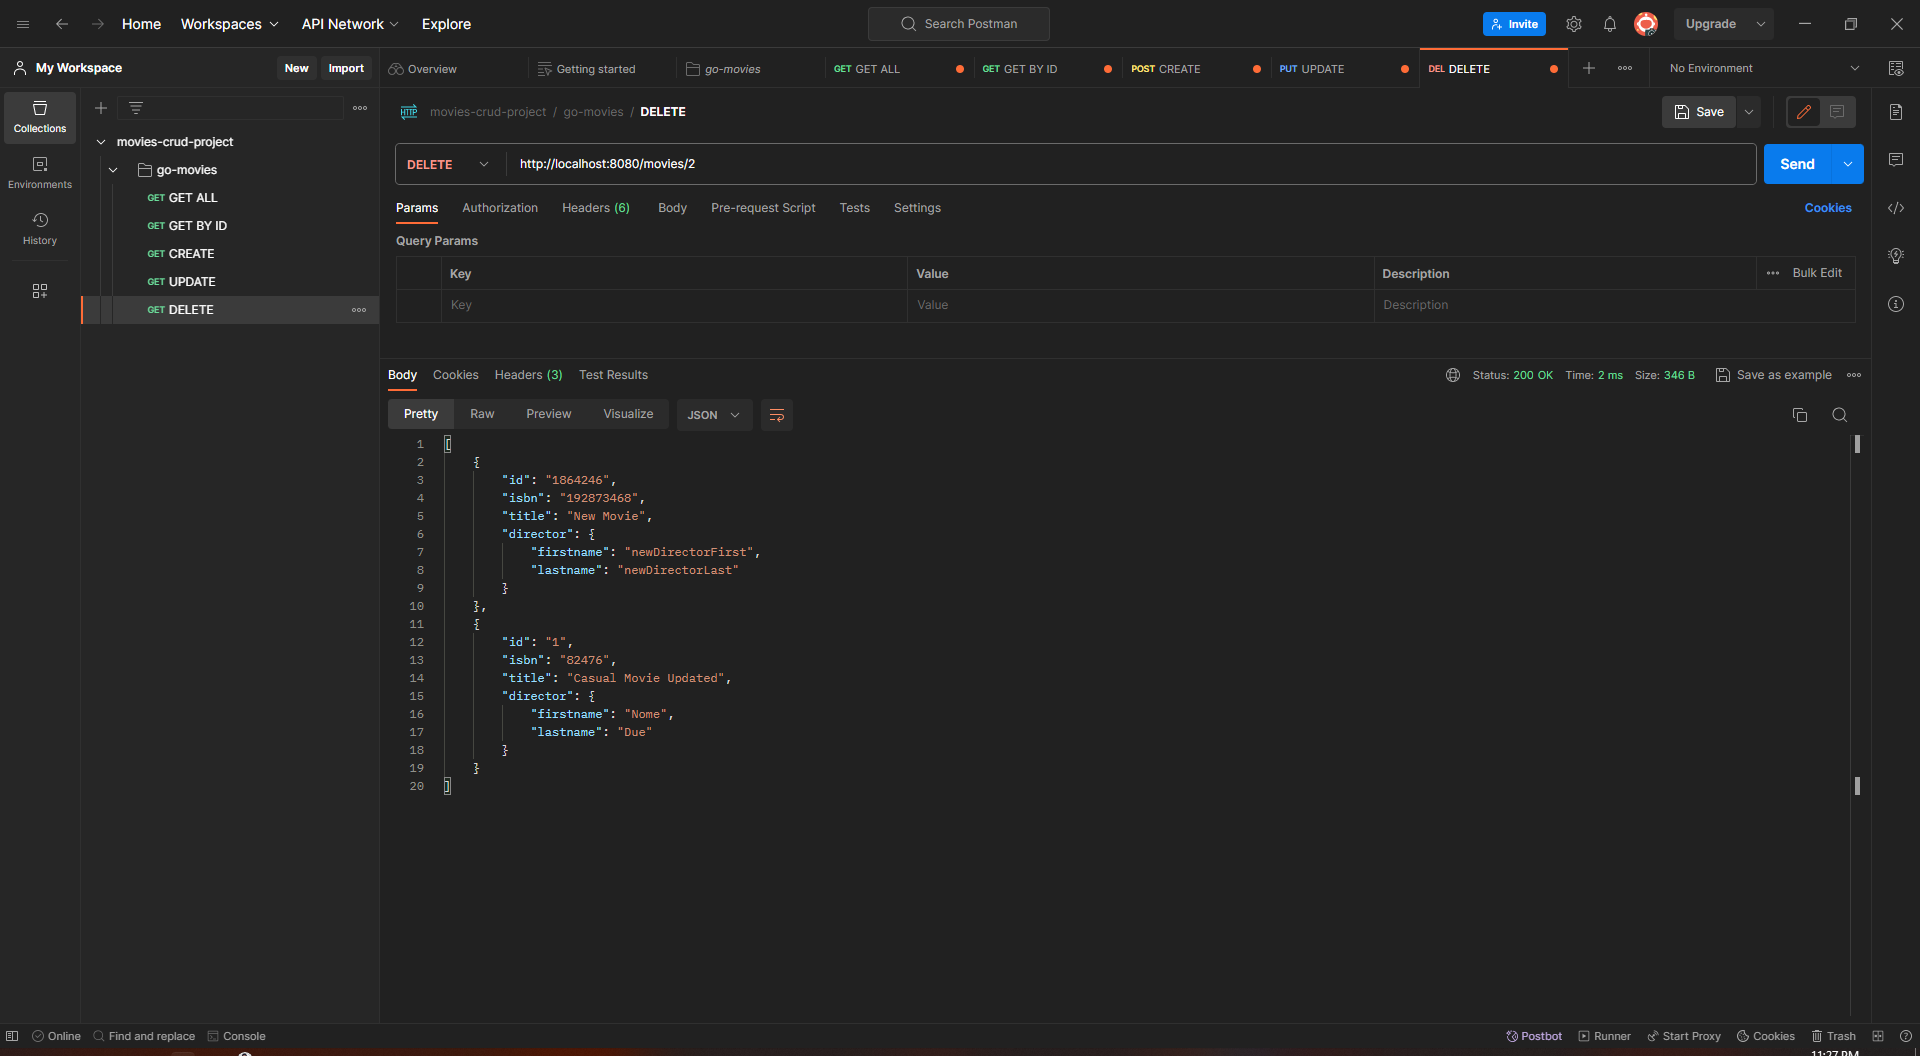 Home Workspaces API Network Explore Search Postman Invite Upgrade
My Workspace New Import Overview Getting started go-movies GET GET ALL GET GET BY ID POST CREATE PUT UPDATE DEL DELETE No Environment
Collections
Environments
History
movies-crud-project
go-movies
GET GET ALL
GET GET BY ID
GET CREATE
GET UPDATE
GET DELETE
HTTP movies-crud-project / go-movies / DELETE Save
DELETE http://localhost:8080/movies/2 Send
Params Authorization Headers (6) Body Pre-request Script Tests Settings Cookies
Query Params
Key Value Description Bulk Edit
Key Value Description
Body Cookies Headers (3) Test Results Status: 200 OK Time: 2 ms Size: 346 B Save as example
Pretty Raw Preview Visualize JSON
1 [
2 {
3 "id": "1864246",
4 "isbn": "192873468",
5 "title": "New Movie",
6 "director": {
7 "firstname": "newDirectorFirst",
8 "lastname": "newDirectorLast"
9 }
10 },
11 {
12 "id": "1",
13 "isbn": "82476",
14 "title": "Casual Movie Updated",
15 "director": {
16 "firstname": "Nome",
17 "lastname": "Due"
18 }
19 }
20 ]
Online Find and replace Console Postbot Runner Start Proxy Cookies Trash
11:27 PM